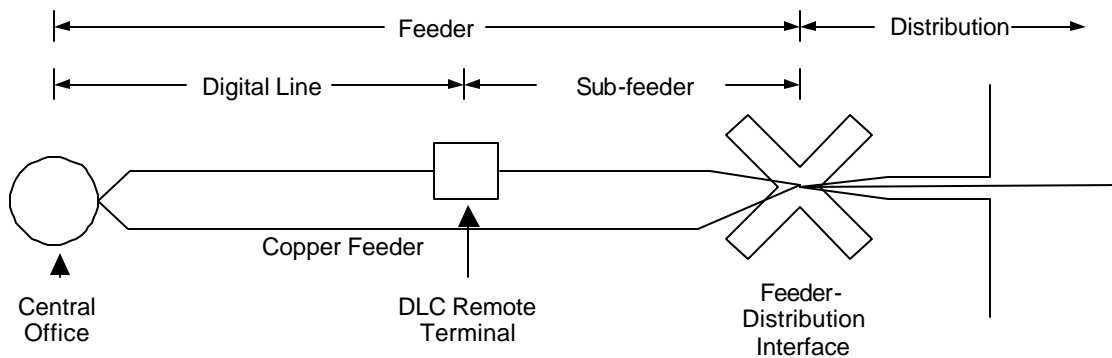 Feeder
Distribution
Digital Line
Sub-feeder
Copper Feeder
Central
Office
DLC Remote
Terminal
Feeder-
Distribution
Interface